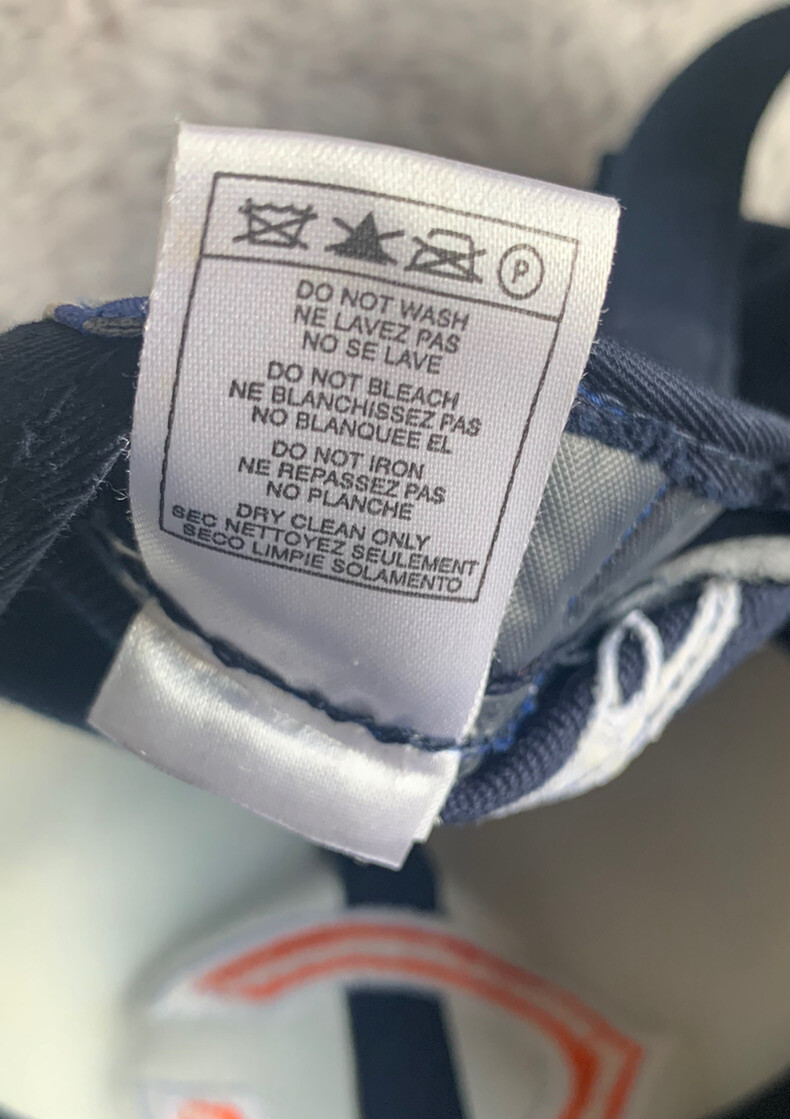 P
DO NOT WASH
NE LAVEZ PAS
NO SE LAVE
DO NOT BLEACH
NE BLANCHISSEZ PAS
NO BLANQUEE EL
DO NOT IRON
NE REPASSEZ PAS
NO PLANCHE
DRY CLEAN ONLY
SEC NETTOYEZ SEULEMENT
SECO LIMPIE SOLAMENTO